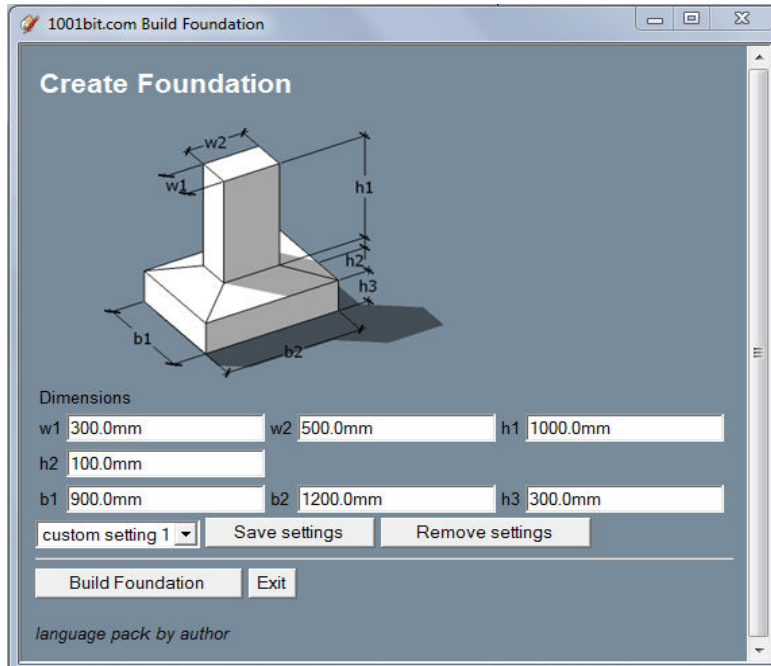 1001bit.com Build Foundation
Create Foundation
w2
w1
h1
h2
h3
b1
b2
Dimensions
w1 300.0mm w2 500.0mm h1 1000.0mm
h2 100.0mm
b1 900.0mm b2 1200.0mm h3 300.0mm
custom setting 1 Save settings Remove settings
Build Foundation Exit
language pack by author